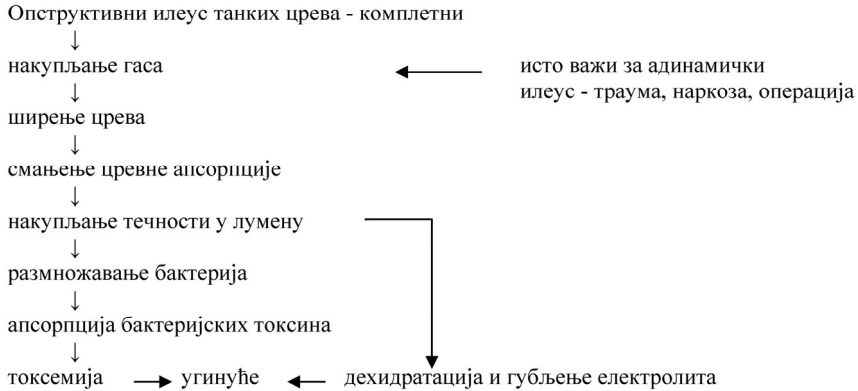 Опструктивни илеус танких црева - комплетни
↓
накупљање гаса ← исто важи за адинамички
↓ илеус - траума, наркоза, операција
ширење црева
↓
смањење цревне апсорпције
↓
накупљање течности у лумену
↓
размножавање бактерија
↓
апсорпција бактеријских токсина
↓
токсемија → угинуће ← дехидратација и губљење електролита